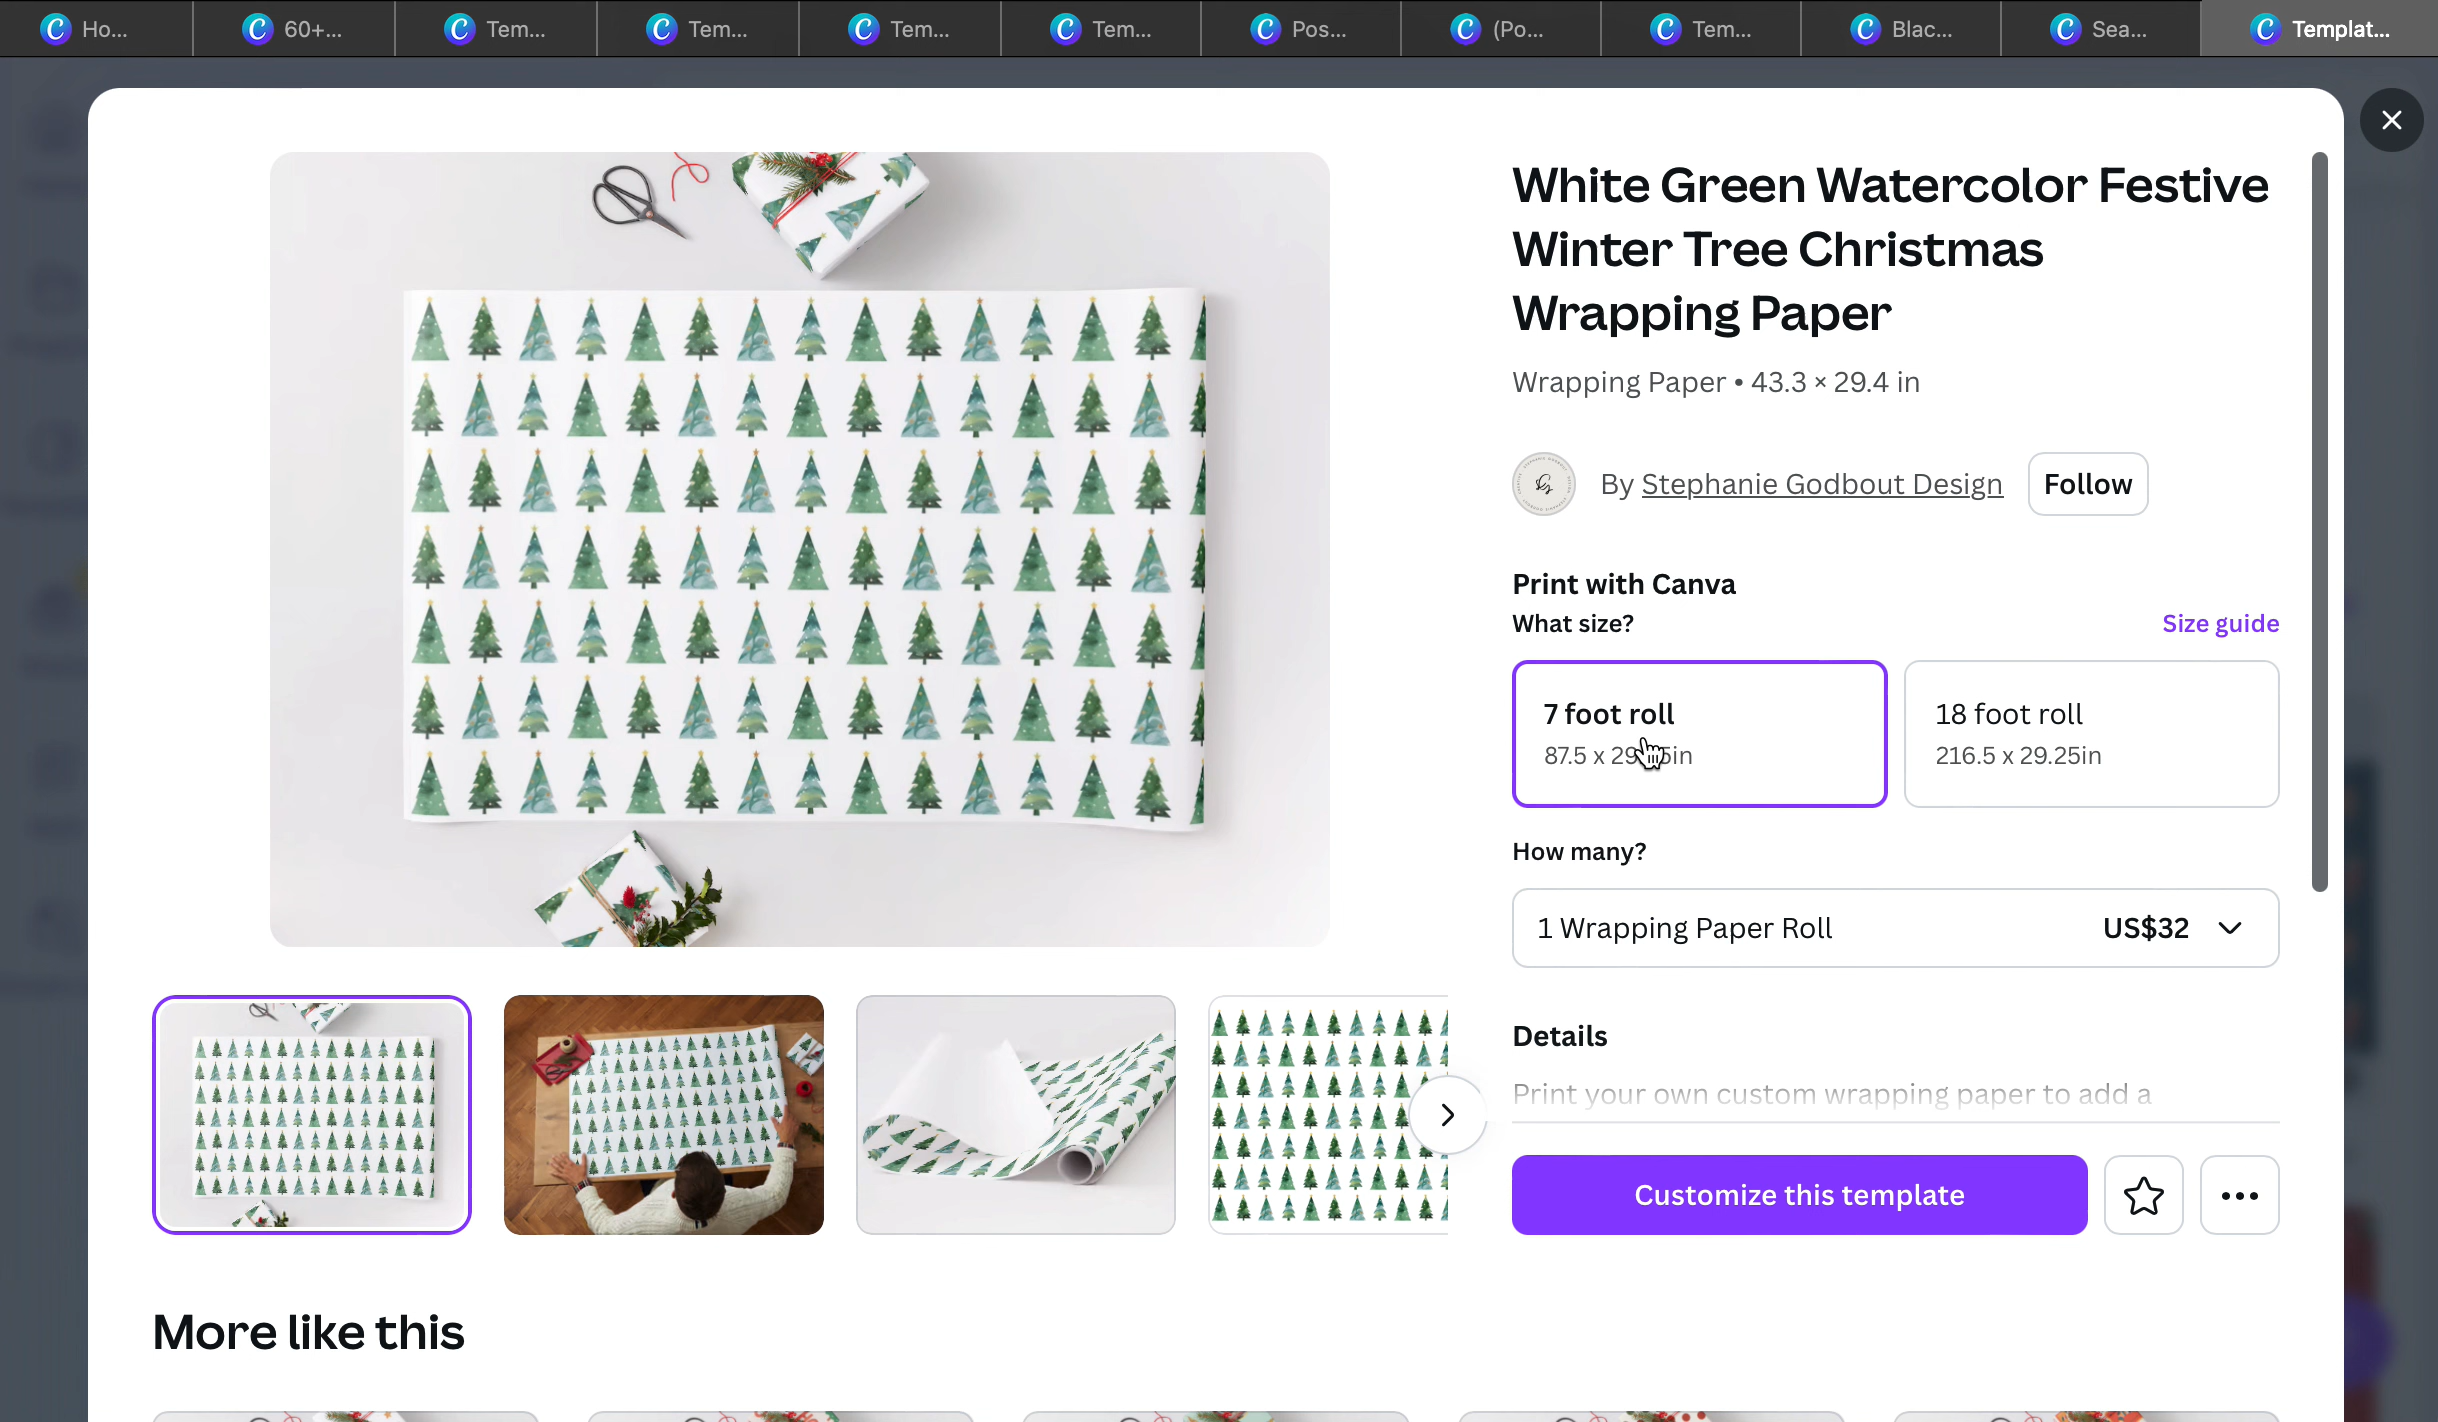 Ho...
60+...
Tem...
Tem...
Tem...
Tem...
Pos...
(Po...
Tem...
Blac...
Sea...
Templat...
White Green Watercolor Festive
Winter Tree Christmas
Wrapping Paper
Wrapping Paper • 43.3 × 29.4 in
By Stephanie Godbout Design
Follow
Print with Canva
What size?
Size guide
7 foot roll
87.5 x
18 foot roll
216.5 x 29.25in
How many?
1 Wrapping Paper Roll
US$32
Details
Print your own custom wrapping paper to add a
Customize this template
More like this